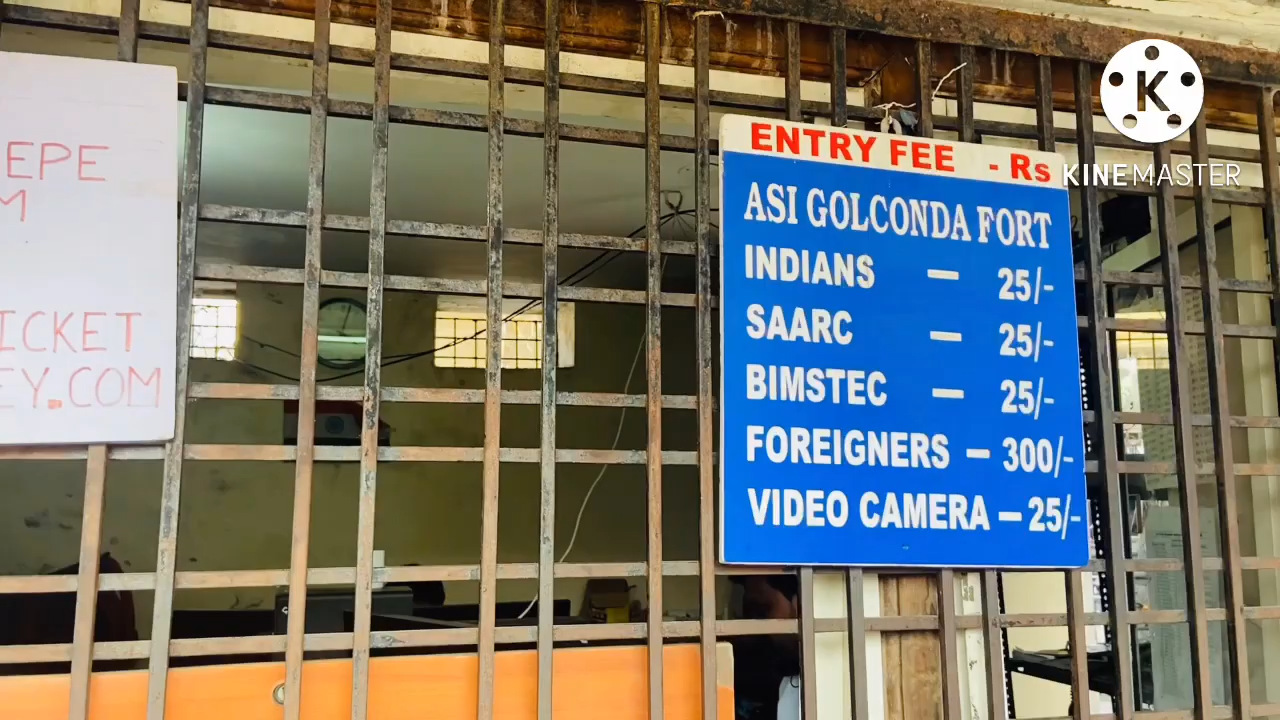 EPE
M
ICKET
EY.COM
ENTRY FEE - Rs
ASI GOLCONDA FORT
INDIANS — 25/-
SAARC — 25/-
BIMSTEC — 25/-
FOREIGNERS — 300/-
VIDEO CAMERA — 25/-
K
KINEMASTER